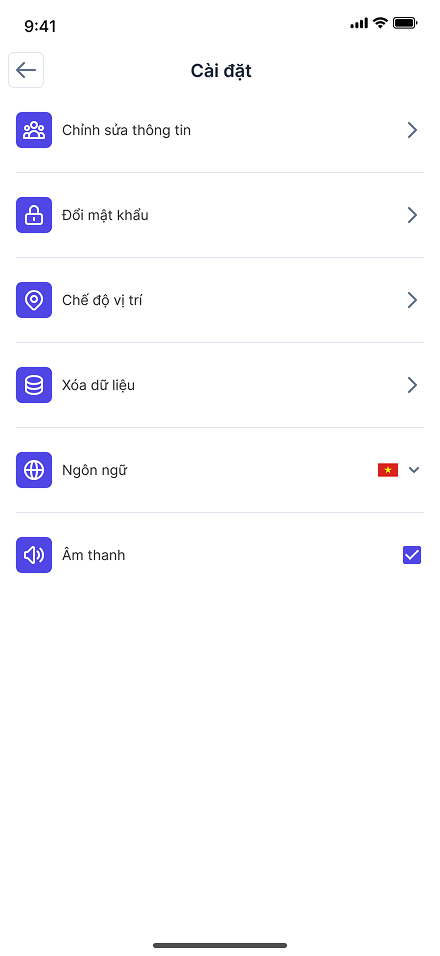 9:41
Cài đặt
Chỉnh sửa thông tin
Đổi mật khẩu
Chế độ vị trí
Xóa dữ liệu
Ngôn ngữ
Âm thanh